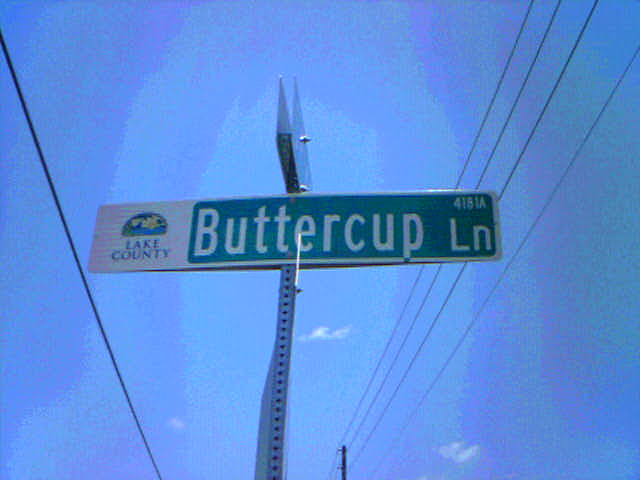 LAKE
COUNTY
Buttercup Ln
4181A